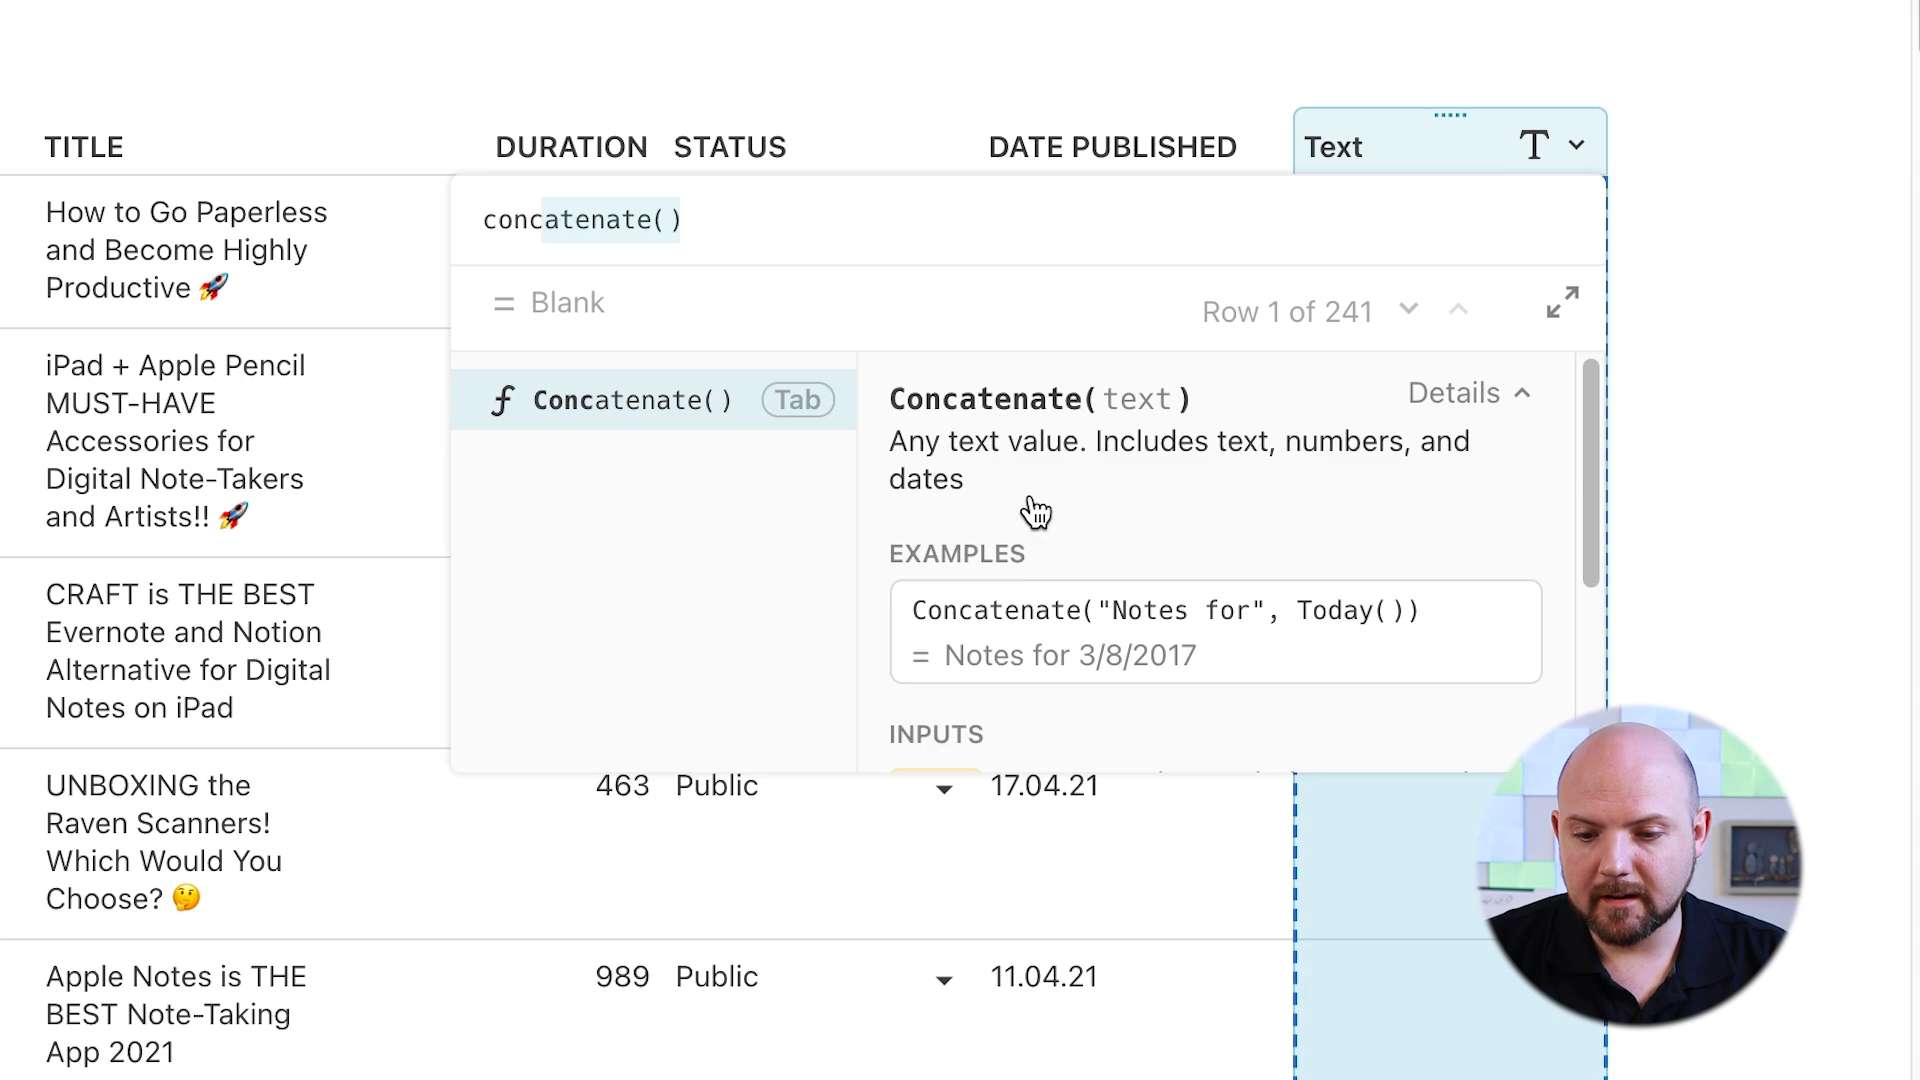 TITLE DURATION STATUS DATE PUBLISHED Text
How to Go Paperless
and Become Highly
Productive 🚀
concatenate()
= Blank Row 1 of 241
iPad + Apple Pencil
MUST-HAVE
Accessories for
Digital Note-Takers
and Artists!! 🚀
Concatenate() Tab
Concatenate(text) Details
Any text value. Includes text, numbers, and
dates
EXAMPLES
Concatenate("Notes for", Today())
= Notes for 3/8/2017
INPUTS
CRAFT is THE BEST
Evernote and Notion
Alternative for Digital
Notes on iPad
UNBOXING the 463 Public 17.04.21
Raven Scanners!
Which Would You
Choose? 🤔
Apple Notes is THE 989 Public 11.04.21
BEST Note-Taking
App 2021